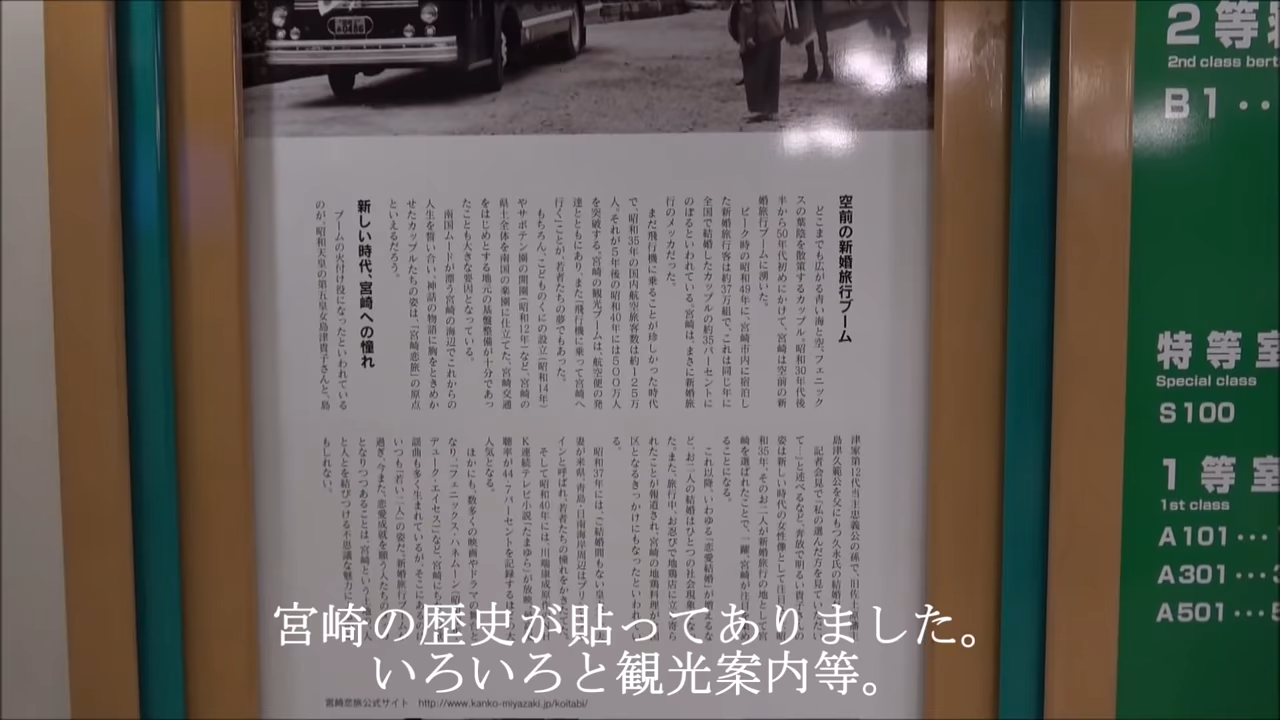 空前の新婚旅行ブーム
どこまでも広がる青い海と空、フェニック
スの葉陰を散策するカップル。昭和30年代後
半から50年代初めにかけて、宮崎は空前の新
婚旅行ブームに湧いた。
ピーク時の昭和49年に、宮崎市内に宿泊し
た新婚旅行客は約37万組で、これは同じ年に
全国で結婚したカップルの約35パーセントに
のぼるといわれている。宮崎は、まさに新婚旅
行のメッカだった。
まだ飛行機に乗ることが珍しかった時代
で、昭和35年の国内航空旅客数は約125万
人。それが5年後の昭和40年には500万人
を突破する。宮崎の観光ブームは、航空便の発
達とともにあり、また「飛行機に乗って宮崎へ
行く」ことが、若者たちの夢でもあった。
もちろん、こどものくにの設立(昭和14年)
やサボテン園の開園(昭和12年)など、宮崎の
県土全体を南国の楽園に仕立てた、宮崎交通
をはじめとする地元の基盤整備が十分であっ
たことも大きな要因となっている。
南国ムードが漂う宮崎の海辺でこれからの
人生を誓い合い、神話の物語に胸をときめか
せたカップルたちの姿は、「宮崎恋旅」の原点
といえるだろう。
新しい時代、宮崎への憧れ
ブームの火付け役になったといわれている
のが、昭和天皇の第五皇女島津貴子さんと、島
津家第12代当主忠義公の孫で、旧佐土原藩
島津久範公を父にもつ久永氏の結婚
記者会見で「私の選んだ方を見ていただい
て…」と述べるなど、奔放で明るい貴子さんの
姿は新しい時代の女性像として注目
和35年、そのお二人が新婚旅行の地として宮
崎を選ばれたことで、一躍、宮崎が注
ることになる。
これ以降、いわゆる「恋愛結婚」が
ど、お二人の結婚はひとつの社会現象
た。また、旅行中、お忍びで地鶏店に
れたことが報道され、宮崎の地鶏料理が
区となるきっかけにもなったといわれ
る。
昭和37年には、ご結婚間もない皇
妻が来県。青島・日南海岸周辺はプリ
インと呼ばれ、若者たちの憧れをかき
そして昭和40年には、川端康成原
K連続テレビ小説「たまゆら」が放映
聴率が44・7パーセントを記録する
人気となる。
ほかにも、数多くの映画やドラマの舞
なり、「フェニックス・ハネムーン」(昭
デューク・エイセス)など、宮崎にち
謡曲も多く生まれているが、そこに
いつも「若い二人」の姿だ。新婚旅行
過ぎ、今また、恋愛成就を願う人たちの
となりつつあることは、宮崎という土
と人とを結びつける不思議な魅力に
もしれない。
宮崎恋旅公式サイト http://www.kanko-miyazaki.jp/koitabi/
2等
2nd class bert
B1・・
特等室
Special class
S100
1等室
1st class
A101・・・
A301・・・
A501・・・
宮崎の歴史が貼ってありました。
いろいろと観光案内等。